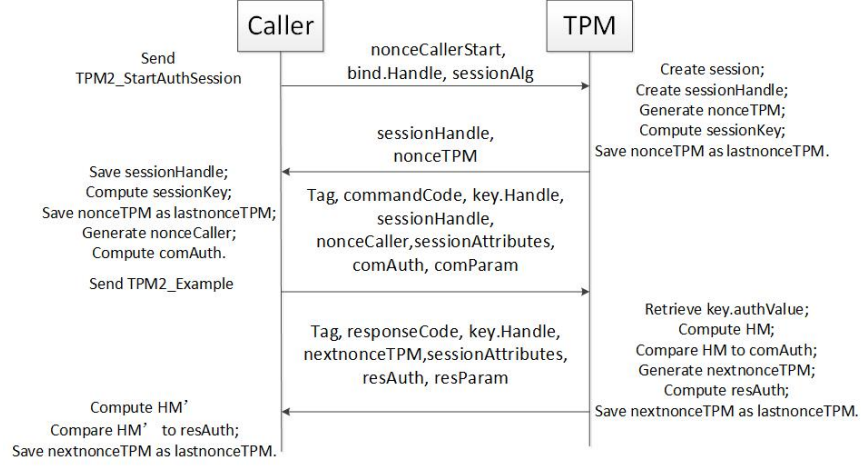 Caller
TPM
Send
TPM2_StartAuthSession
nonceCallerStart,
bind.Handle, sessionAlg
Create session;
Create sessionHandle;
Generate nonceTPM;
Compute sessionKey;
Save nonceTPM as lastnonceTPM.
sessionHandle,
nonceTPM
Save sessionHandle;
Compute sessionKey;
Save nonceTPM as lastnonceTPM;
Generate nonceCaller;
Compute comAuth.
Send TPM2_Example
Tag, commandCode, key.Handle,
sessionHandle,
nonceCaller,sessionAttributes,
comAuth, comParam
Retrieve key.authValue;
Compute HM;
Compare HM to comAuth;
Generate nextnonceTPM;
Compute resAuth;
Save nextnonceTPM as lastnonceTPM.
Tag, responseCode, key.Handle,
nextnonceTPM,sessionAttributes,
resAuth, resParam
Compute HM’
Compare HM’ to resAuth;
Save nextnonceTPM as lastnonceTPM.